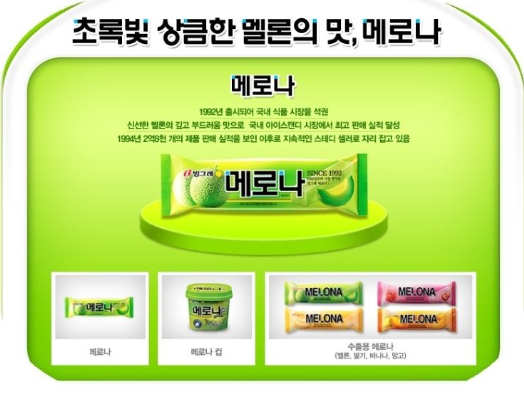 초록빛 상큼한 멜론의 맛, 메로나
메로나
1992년 출시되어 국내 식품 시장을 석권
신선한 멜론의 깊고 부드러운 맛으로 국내 아이스캔디 시장에서 최고 판매 실적 달성
1994년 2억8천 개의 제품 판매 실적을 보인 이후로 지속적인 스테디 셀러로 자리 잡고 있음
빙그레 메로나 SINCE 1992
메로나
메로나
MELONA MELONA
MELONA MELONA
메로나
메로나 컵
수출용 메로나
(멜론, 딸기, 바나나, 망고)